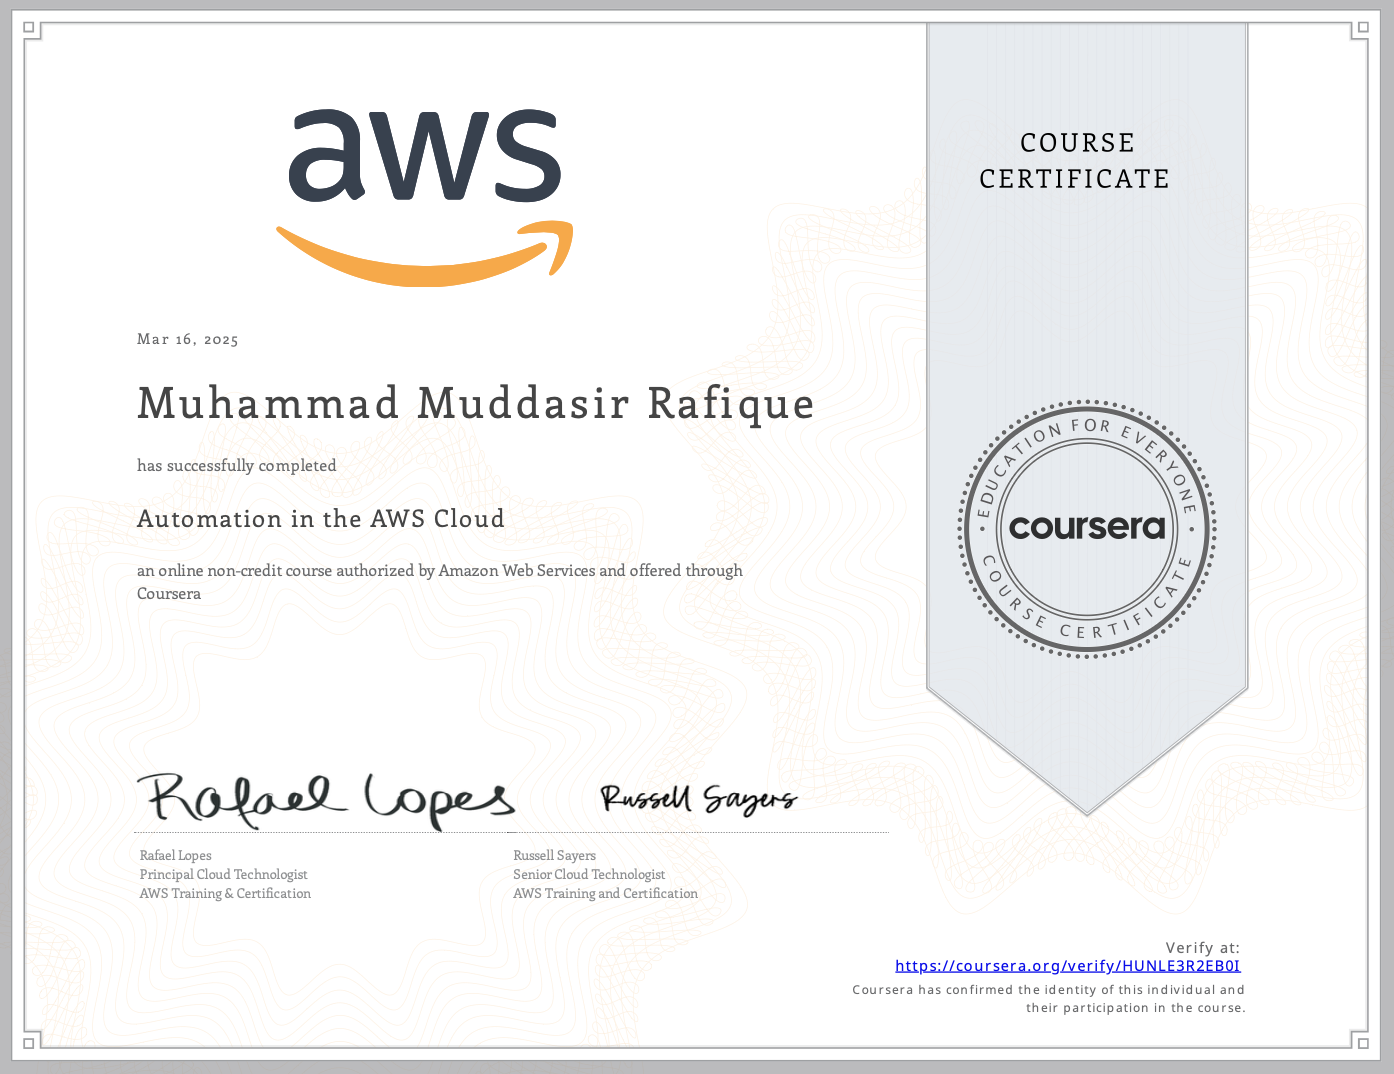 aws
COURSE
CERTIFICATE
Mar 16, 2025
Muhammad Muddasir Rafique
has successfully completed
Automation in the AWS Cloud
an online non-credit course authorized by Amazon Web Services and offered through
Coursera
EDUCATION FOR EVERYONE
coursera
COURSE CERTIFICATE
Rafael Lopes
Russell Sayers
Rafael Lopes
Principal Cloud Technologist
AWS Training & Certification
Russell Sayers
Senior Cloud Technologist
AWS Training and Certification
Verify at:
https://coursera.org/verify/HUNLE3R2EB0I
Coursera has confirmed the identity of this individual and
their participation in the course.